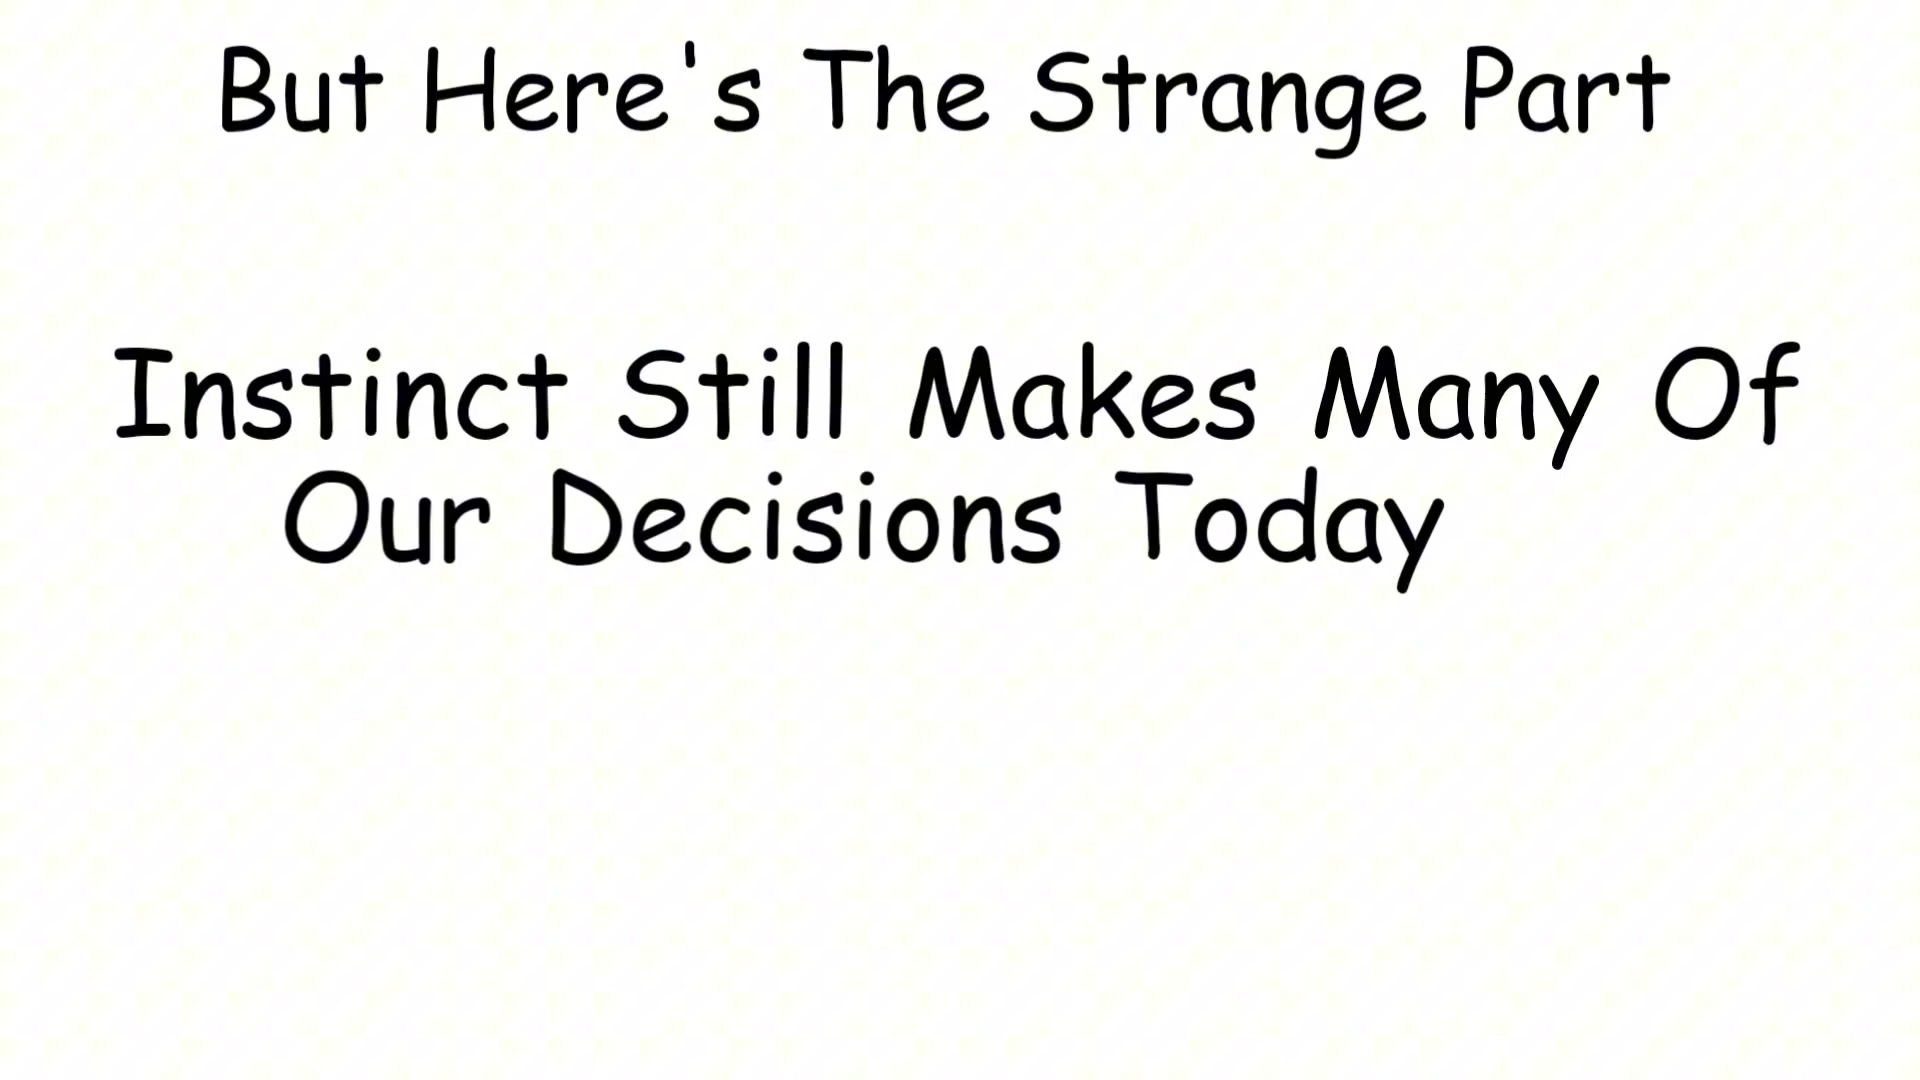 But Here's The Strange Part
Instinct Still Makes Many Of
Our Decisions Today